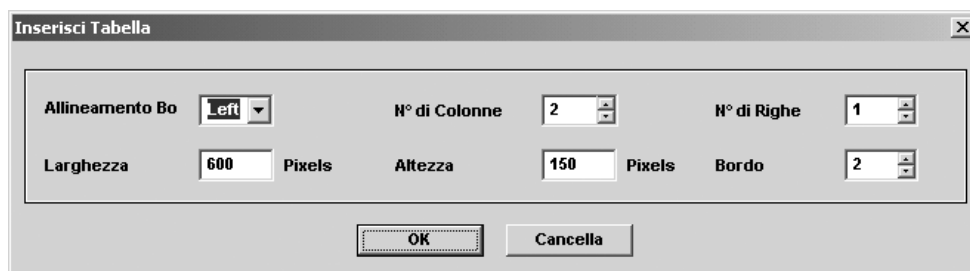 Inserisci Tabella
Allineamento Bo Left N° di Colonne 2 N° di Righe 1
Larghezza 600 Pixels Altezza 150 Pixels Bordo 2
OK Cancella